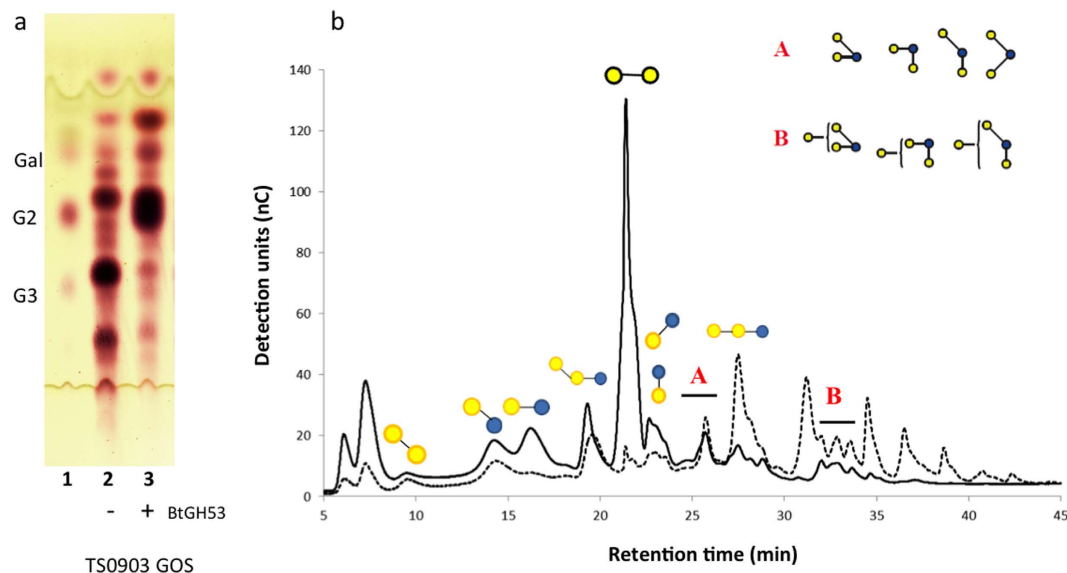 a
Gal
G2
G3
1 2 3
- + BtGH53
TS0903 GOS
b
Detection units (nC)
140
120
100
80
60
40
20
0
5 10 15 20 25 30 35 40 45
Retention time (min)
A
B
A
B